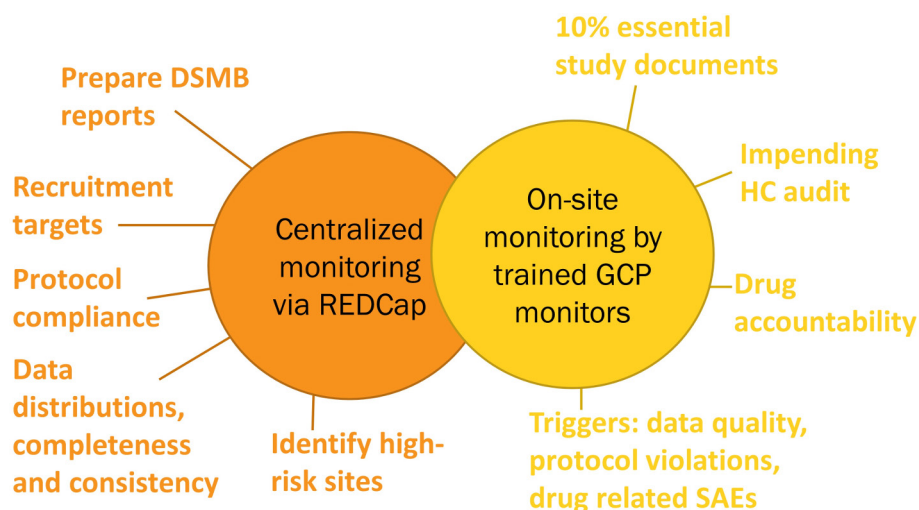 Prepare DSMB
reports
Recruitment
targets
Protocol
compliance
Data
distributions,
completeness
and consistency
Identify high-
risk sites
Centralized
monitoring
via REDCap
On-site
monitoring by
trained GCP
monitors
10% essential
study documents
Impending
HC audit
Drug
accountability
Triggers: data quality,
protocol violations,
drug related SAEs